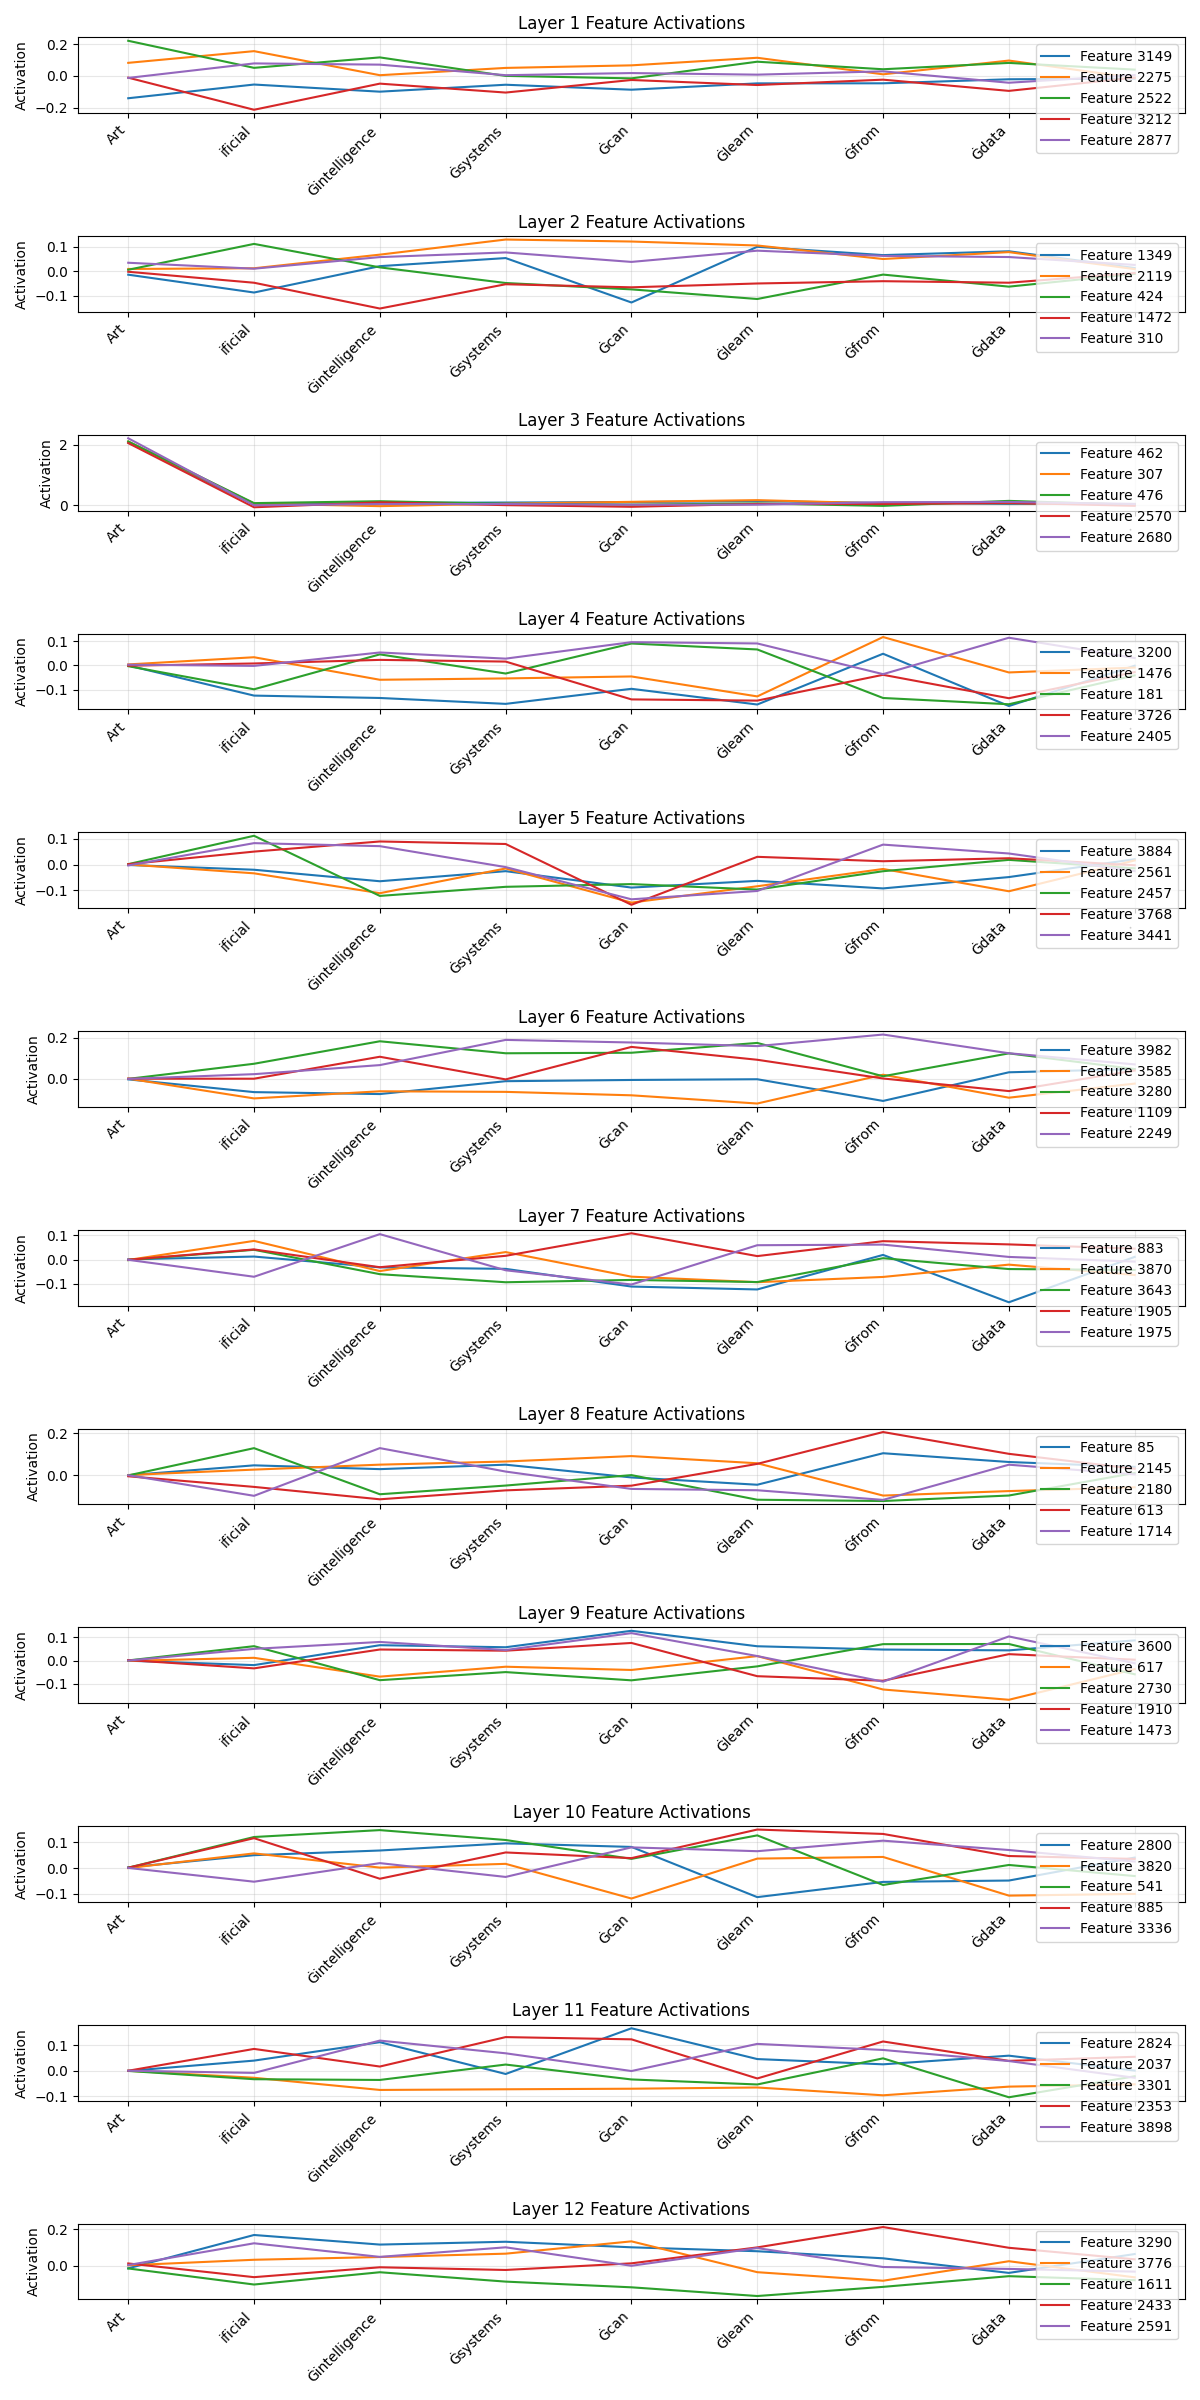 Layer 1 Feature Activations
Activation
0.2
0.0
−0.2
Feature 3149
Feature 2275
Feature 2522
Feature 3212
Feature 2877
Art
ificial
Ġintelligence
Ġsystems
Ġcan
Ġlearn
Ġfrom
Ġdata
Layer 2 Feature Activations
Activation
0.1
0.0
−0.1
Feature 1349
Feature 2119
Feature 424
Feature 1472
Feature 310
Art
ificial
Ġintelligence
Ġsystems
Ġcan
Ġlearn
Ġfrom
Ġdata
Layer 3 Feature Activations
Activation
2
0
Feature 462
Feature 307
Feature 476
Feature 2570
Feature 2680
Art
ificial
Ġintelligence
Ġsystems
Ġcan
Ġlearn
Ġfrom
Ġdata
Layer 4 Feature Activations
Activation
0.1
0.0
−0.1
Feature 3200
Feature 1476
Feature 181
Feature 3726
Feature 2405
Art
ificial
Ġintelligence
Ġsystems
Ġcan
Ġlearn
Ġfrom
Ġdata
Layer 5 Feature Activations
Activation
0.1
0.0
−0.1
Feature 3884
Feature 2561
Feature 2457
Feature 3768
Feature 3441
Art
ificial
Ġintelligence
Ġsystems
Ġcan
Ġlearn
Ġfrom
Ġdata
Layer 6 Feature Activations
Activation
0.2
0.0
Feature 3982
Feature 3585
Feature 3280
Feature 1109
Feature 2249
Art
ificial
Ġintelligence
Ġsystems
Ġcan
Ġlearn
Ġfrom
Ġdata
Layer 7 Feature Activations
Activation
0.1
0.0
−0.1
Feature 883
Feature 3870
Feature 3643
Feature 1905
Feature 1975
Art
ificial
Ġintelligence
Ġsystems
Ġcan
Ġlearn
Ġfrom
Ġdata
Layer 8 Feature Activations
Activation
0.2
0.0
Feature 85
Feature 2145
Feature 2180
Feature 613
Feature 1714
Art
ificial
Ġintelligence
Ġsystems
Ġcan
Ġlearn
Ġfrom
Ġdata
Layer 9 Feature Activations
Activation
0.1
0.0
−0.1
Feature 3600
Feature 617
Feature 2730
Feature 1910
Feature 1473
Art
ificial
Ġintelligence
Ġsystems
Ġcan
Ġlearn
Ġfrom
Ġdata
Layer 10 Feature Activations
Activation
0.1
0.0
−0.1
Feature 2800
Feature 3820
Feature 541
Feature 885
Feature 3336
Art
ificial
Ġintelligence
Ġsystems
Ġcan
Ġlearn
Ġfrom
Ġdata
Layer 11 Feature Activations
Activation
0.1
0.0
−0.1
Feature 2824
Feature 2037
Feature 3301
Feature 2353
Feature 3898
Art
ificial
Ġintelligence
Ġsystems
Ġcan
Ġlearn
Ġfrom
Ġdata
Layer 12 Feature Activations
Activation
0.2
0.0
Feature 3290
Feature 3776
Feature 1611
Feature 2433
Feature 2591
Art
ificial
Ġintelligence
Ġsystems
Ġcan
Ġlearn
Ġfrom
Ġdata